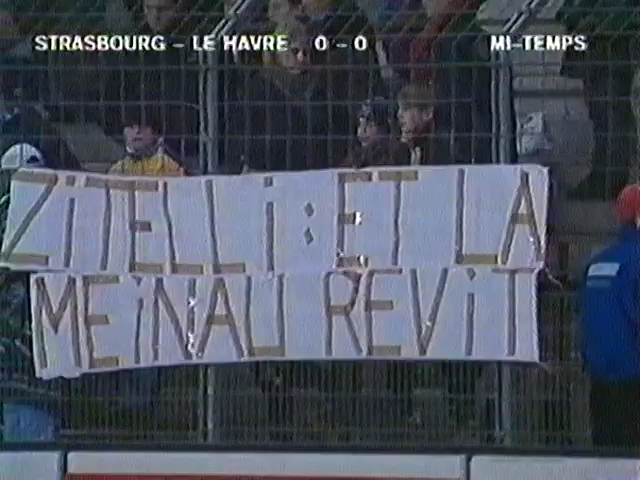 STRASBOURG - LE HAVRE 0 - 0 MI-TEMPS
ZiTELLi : ET LA
MEiNAU REViT